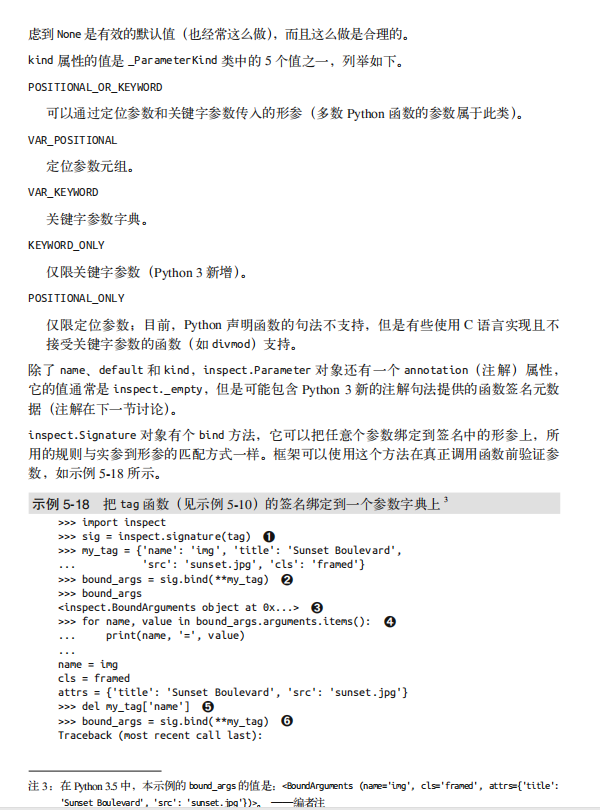 虑到 None 是有效的默认值（也经常这么做），而且这么做是合理的。
kind 属性的值是 _ParameterKind 类中的 5 个值之一，列举如下。
POSITIONAL_OR_KEYWORD
可以通过定位参数和关键字参数传入的形参（多数 Python 函数的参数属于此类）。
VAR_POSITIONAL
定位参数元组。
VAR_KEYWORD
关键字参数字典。
KEYWORD_ONLY
仅限关键字参数（Python 3 新增）。
POSITIONAL_ONLY
仅限定位参数；目前，Python 声明函数的句法不支持，但是有些使用 C 语言实现且不
接受关键字参数的函数（如 divmod）支持。
除了 name、default 和 kind，inspect.Parameter 对象还有一个 annotation（注解）属性，
它的值通常是 inspect._empty，但是可能包含 Python 3 新的注解句法提供的函数签名元数
据（注解在下一节讨论）。
inspect.Signature 对象有个 bind 方法，它可以把任意个参数绑定到签名中的形参上，所
用的规则与实参到形参的匹配方式一样。框架可以使用这个方法在真正调用函数前验证参
数，如示例 5-18 所示。
示例 5-18 把 tag 函数（见示例 5-10）的签名绑定到一个参数字典上 3
>>> import inspect
>>> sig = inspect.signature(tag) ❶
>>> my_tag = {'name': 'img', 'title': 'Sunset Boulevard',
... 'src': 'sunset.jpg', 'cls': 'framed'}
>>> bound_args = sig.bind(**my_tag) ❷
>>> bound_args
<inspect.BoundArguments object at 0x...> ❸
>>> for name, value in bound_args.arguments.items(): ❹
... print(name, '=', value)
...
name = img
cls = framed
attrs = {'title': 'Sunset Boulevard', 'src': 'sunset.jpg'}
>>> del my_tag['name'] ❺
>>> bound_args = sig.bind(**my_tag) ❻
Traceback (most recent call last):
注 3：在 Python 3.5 中，本示例的 bound_args 的值是：<BoundArguments (name='img', cls='framed', attrs={'title':
'Sunset Boulevard', 'src': 'sunset.jpg'})>。 ——编者注